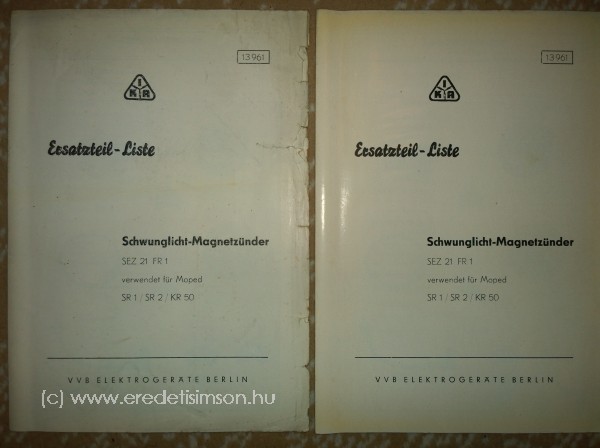 13961
IKA
Ersatzteil-Liste
Schwunglicht-Magnetzünder
SEZ 21 FR 1
verwendet für Moped
SR 1 / SR 2 / KR 50
VVB ELEKTROGERÄTE BERLIN
13961
IKA
Ersatzteil-Liste
Schwunglicht-Magnetzünder
SEZ 21 FR 1
verwendet für Moped
SR 1 / SR 2 / KR 50
VVB ELEKTROGERÄTE BERLIN
(c) www.eredetisimson.hu